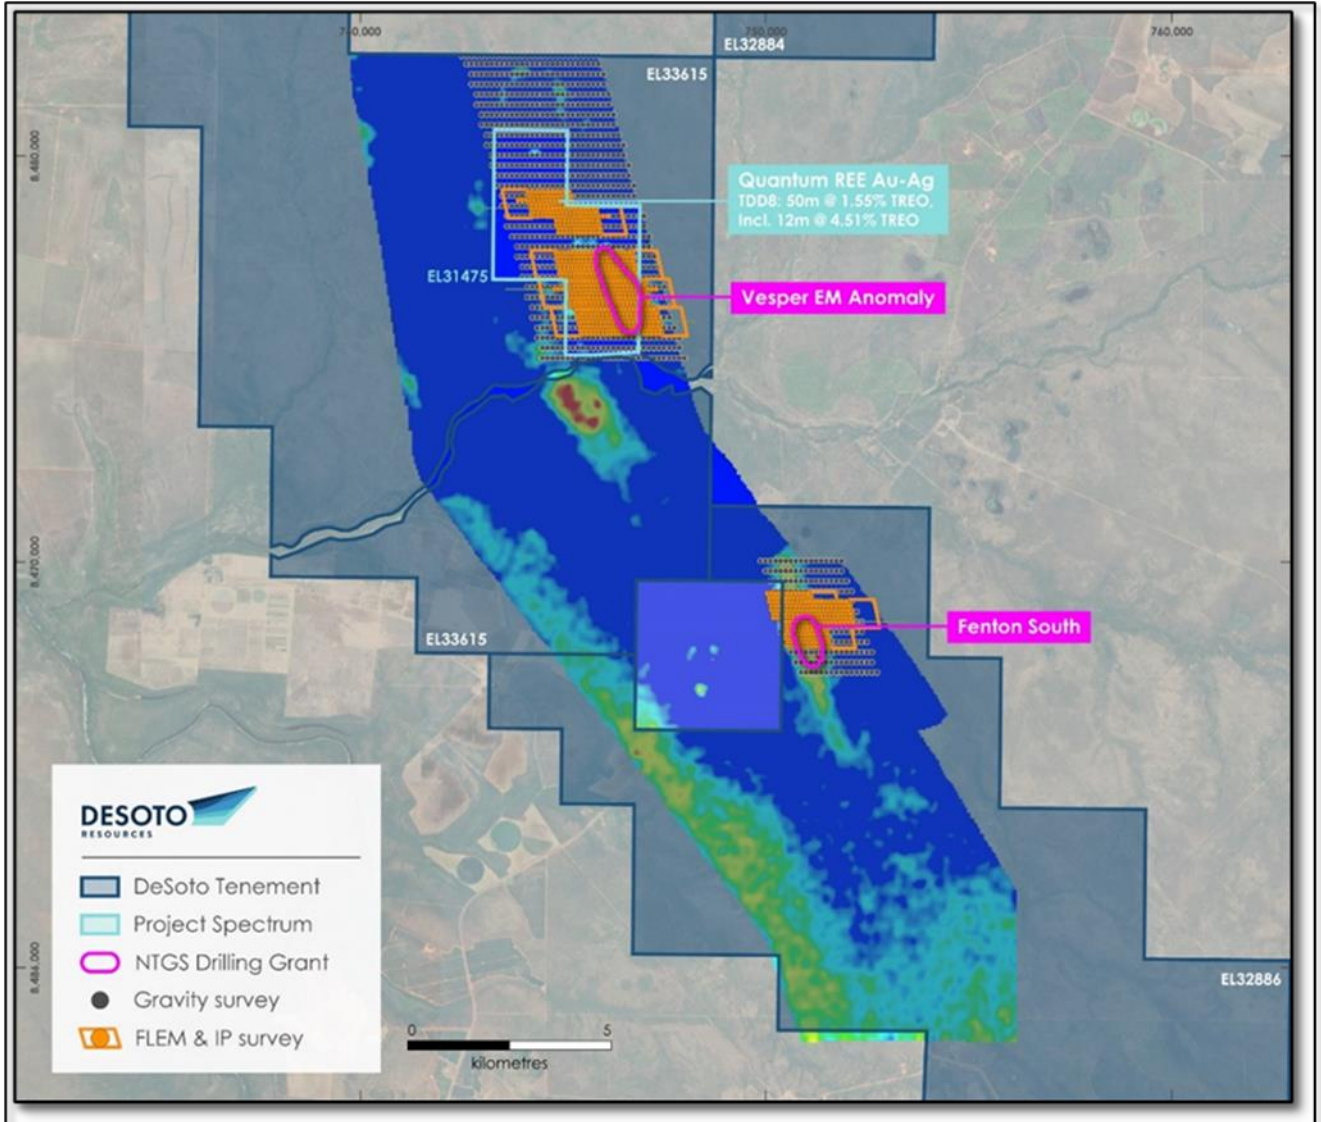 750,000
760,000
EL32884
EL33615
8,480,000
Quantum REE Au-Ag
TDD8: 50m @ 1.55% TREO,
Incl. 12m @ 4.51% TREO
EL31475
Vesper EM Anomaly
8,470,000
Fenton South
EL33615
DESOTO
RESOURCES
DeSoto Tenement
Project Spectrum
NTGS Drilling Grant
Gravity survey
FLEM & IP survey
8,486,000
EL32886
0 5
kilometres